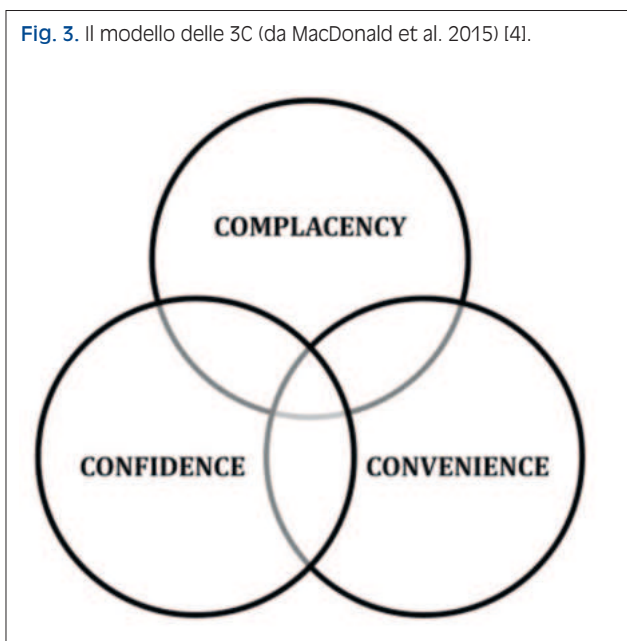 Fig. 3. Il modello delle 3C (da MacDonald et al. 2015) [4].
COMPLACENCY
CONFIDENCE CONVENIENCE